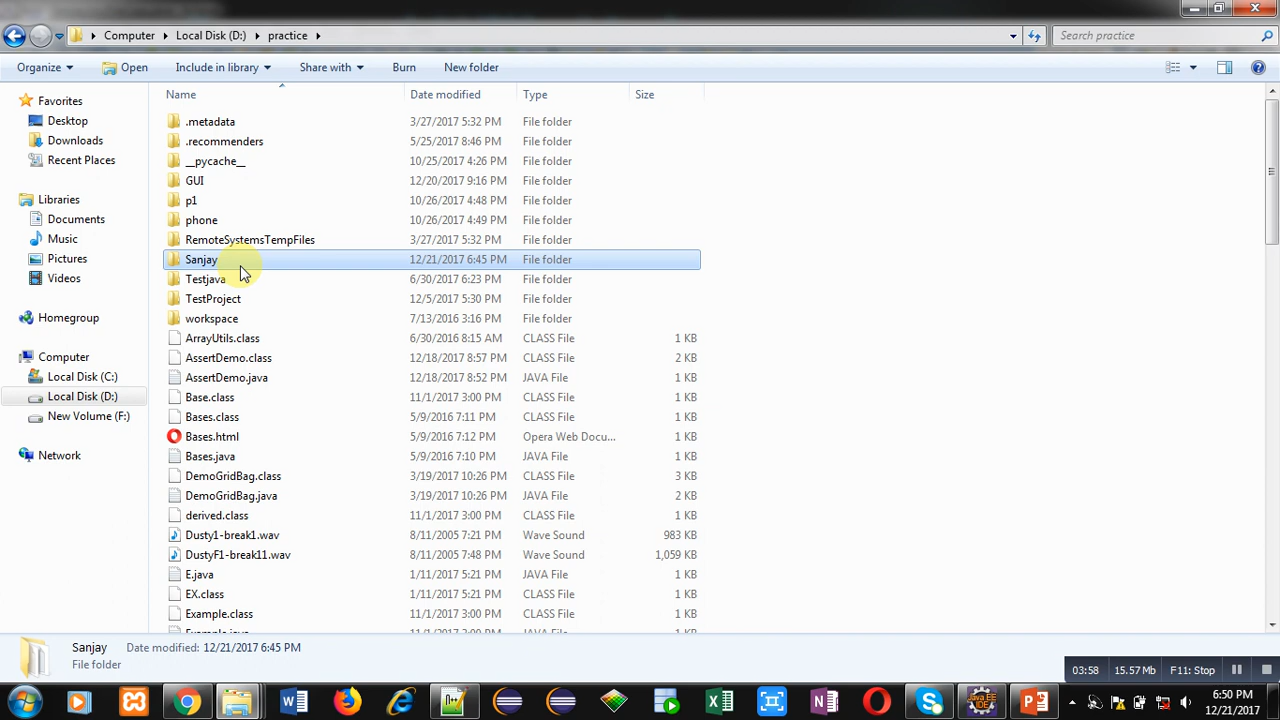 Computer Local Disk (D:) practice Search practice
Organize Open Include in library Share with Burn New folder
Favorites
Desktop
Downloads
Recent Places
Libraries
Documents
Music
Pictures
Videos
Homegroup
Computer
Local Disk (C:)
Local Disk (D:)
New Volume (F:)
Network
Name Date modified Type Size
.metadata 3/27/2017 5:32 PM File folder
.recommenders 5/25/2017 8:46 PM File folder
__pycache__ 10/25/2017 4:26 PM File folder
GUI 12/20/2017 9:16 PM File folder
p1 10/26/2017 4:48 PM File folder
phone 10/26/2017 4:49 PM File folder
RemoteSystemsTempFiles 3/27/2017 5:32 PM File folder
Sanjay 12/21/2017 6:45 PM File folder
Testjava 6/30/2017 6:23 PM File folder
TestProject 12/5/2017 5:30 PM File folder
workspace 7/13/2016 3:16 PM File folder
ArrayUtils.class 6/30/2016 8:15 AM CLASS File 1 KB
AssertDemo.class 12/18/2017 8:57 PM CLASS File 2 KB
AssertDemo.java 12/18/2017 8:52 PM JAVA File 1 KB
Base.class 11/1/2017 3:00 PM CLASS File 1 KB
Bases.class 5/9/2016 7:11 PM CLASS File 1 KB
Bases.html 5/9/2016 7:12 PM Opera Web Docu... 1 KB
Bases.java 5/9/2016 7:10 PM JAVA File 1 KB
DemoGridBag.class 3/19/2017 10:26 PM CLASS File 3 KB
DemoGridBag.java 3/19/2017 10:26 PM JAVA File 2 KB
derived.class 11/1/2017 3:00 PM CLASS File 1 KB
Dusty1-break1.wav 8/11/2005 7:21 PM Wave Sound 983 KB
DustyF1-break11.wav 8/11/2005 7:48 PM Wave Sound 1,059 KB
E.java 1/11/2017 5:21 PM JAVA File 1 KB
EX.class 1/11/2017 5:21 PM CLASS File 1 KB
Example.class 11/1/2017 3:00 PM CLASS File 1 KB
Example.java 11/1/2017 3:00 PM JAVA File 1 KB
Sanjay Date modified: 12/21/2017 6:45 PM
File folder
03:58 15.57 Mb F11: Stop
6:50 PM
12/21/2017